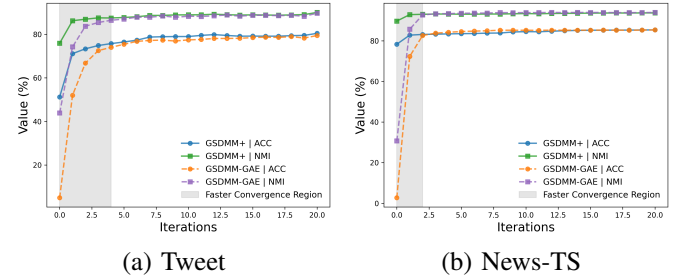 Value (%)
80
60
40
20
GSDMM+ | ACC
GSDMM+ | NMI
GSDMM-GAE | ACC
GSDMM-GAE | NMI
Faster Convergence Region
0.0 2.5 5.0 7.5 10.0 12.5 15.0 17.5 20.0
Iterations
(a) Tweet
Value (%)
80
60
40
20
0
GSDMM+ | ACC
GSDMM+ | NMI
GSDMM-GAE | ACC
GSDMM-GAE | NMI
Faster Convergence Region
0.0 2.5 5.0 7.5 10.0 12.5 15.0 17.5 20.0
Iterations
(b) News-TS